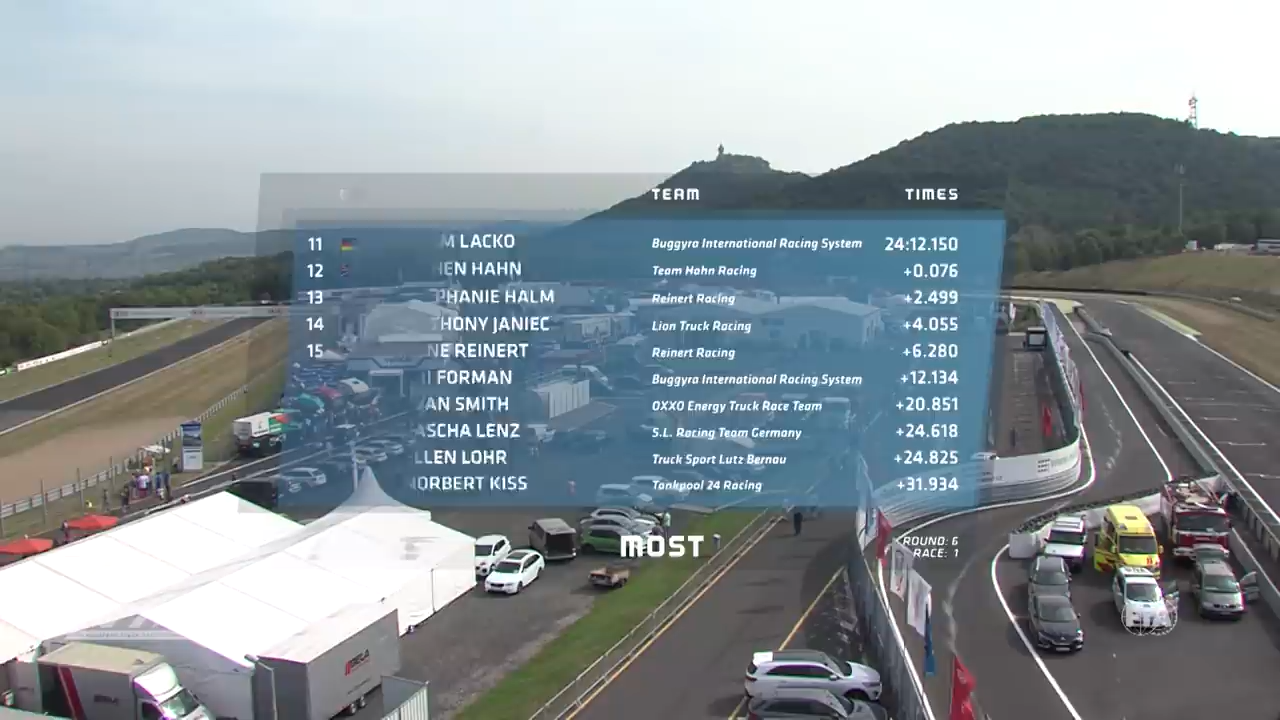 TEAM TIMES
11 M LACKO Buggyra International Racing System 24:12.150
12 HEN HAHN Team Hahn Racing +0.076
13 PHANIE HALM Reinert Racing +2.499
14 THONY JANIEC Lion Truck Racing +4.055
15 NE REINERT Reinert Racing +6.280
FORMAN Buggyra International Racing System +12.134
AN SMITH OXXO Energy Truck Race Team +20.851
ASCHA LENZ S.L. Racing Team Germany +24.618
LLEN LOHR Truck Sport Lutz Bernau +24.825
NORBERT KISS Tankpool 24 Racing +31.934
MOST
ROUND: 6
RACE: 1